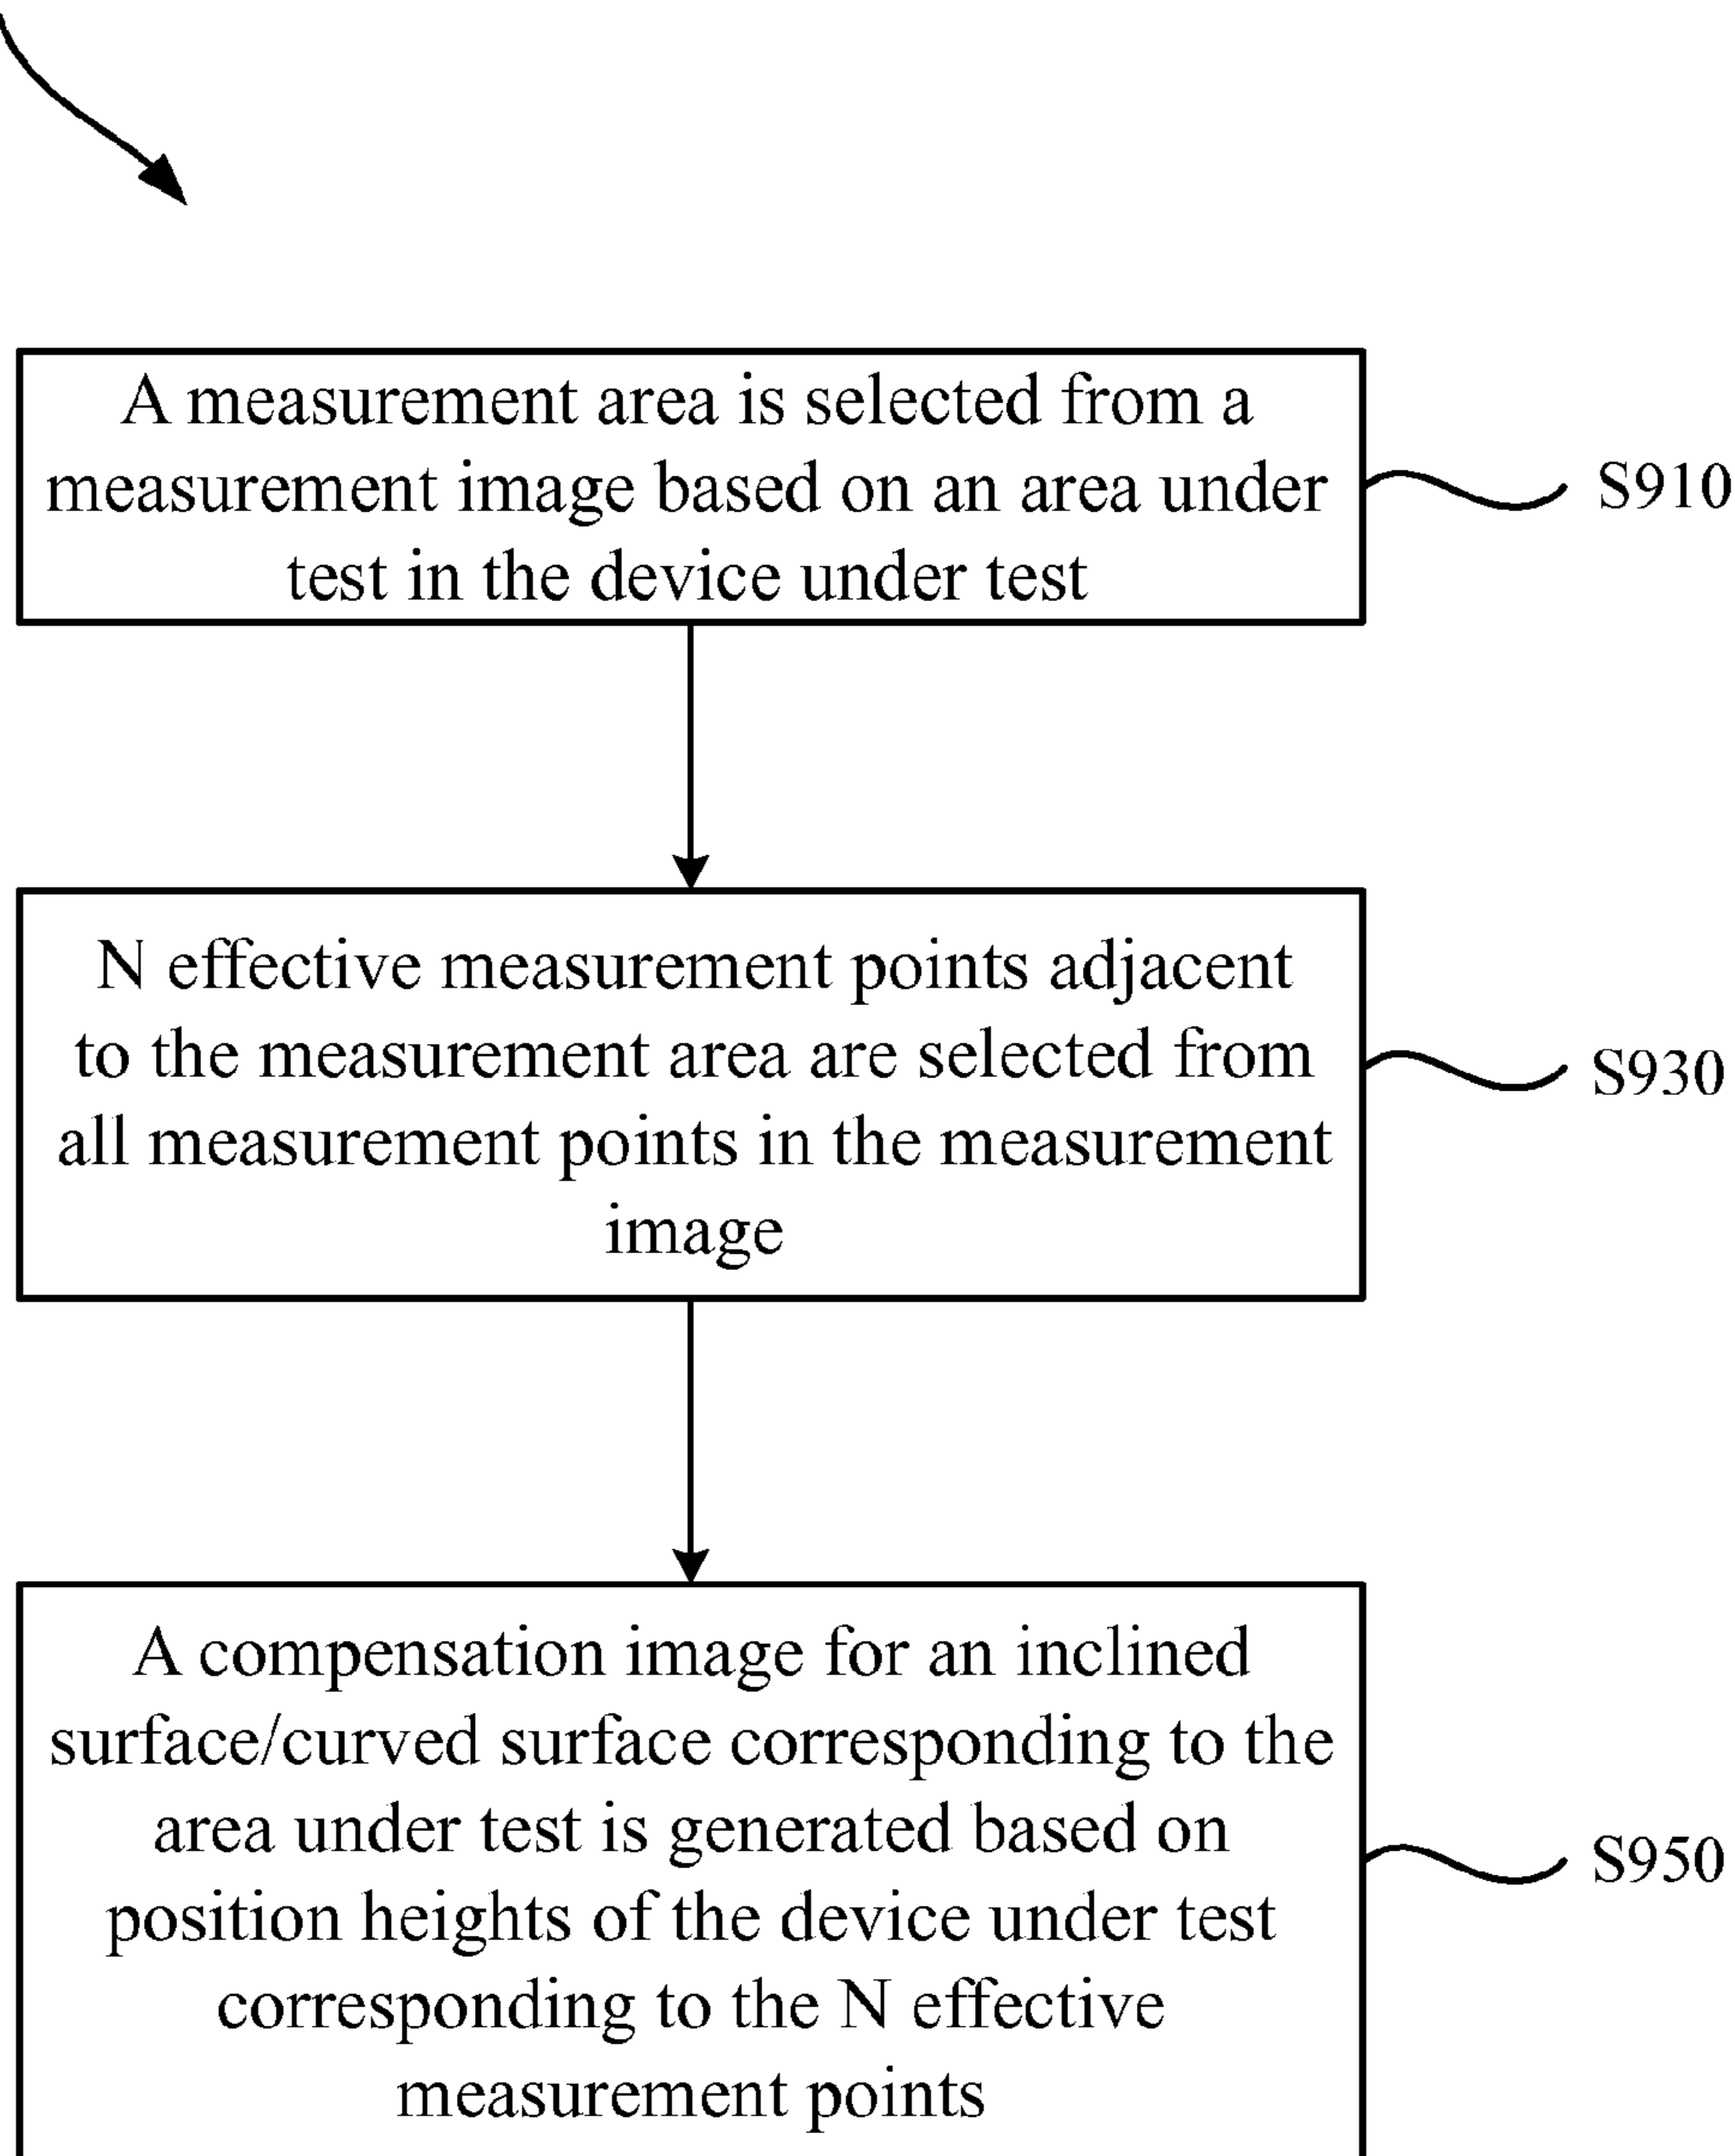 A measurement area is selected from a
measurement image based on an area under
test in the device under test
S910
N effective measurement points adjacent
to the measurement area are selected from
all measurement points in the measurement
image
S930
A compensation image for an inclined
surface/curved surface corresponding to the
area under test is generated based on
position heights of the device under test
corresponding to the N effective
measurement points
S950